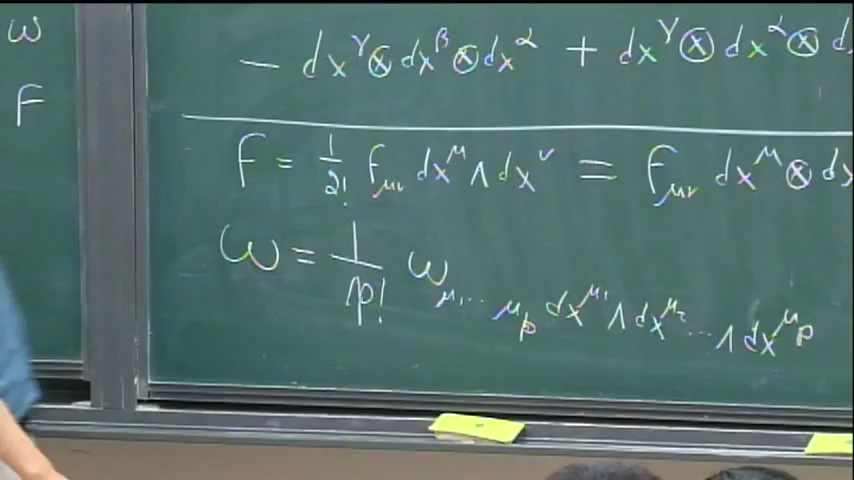 ω
F
- dx^γ ⊗ dx^β ⊗ dx^α + dx^γ ⊗ dx^α ⊗ d
F = 1/2! F_μν dx^μ ∧ dx^ν = F_μν dx^μ ⊗ dx
ω = 1/p! ω_μ₁... μ_p dx^μ₁ ∧ dx^μ₂ ... ∧ dx^μ_p